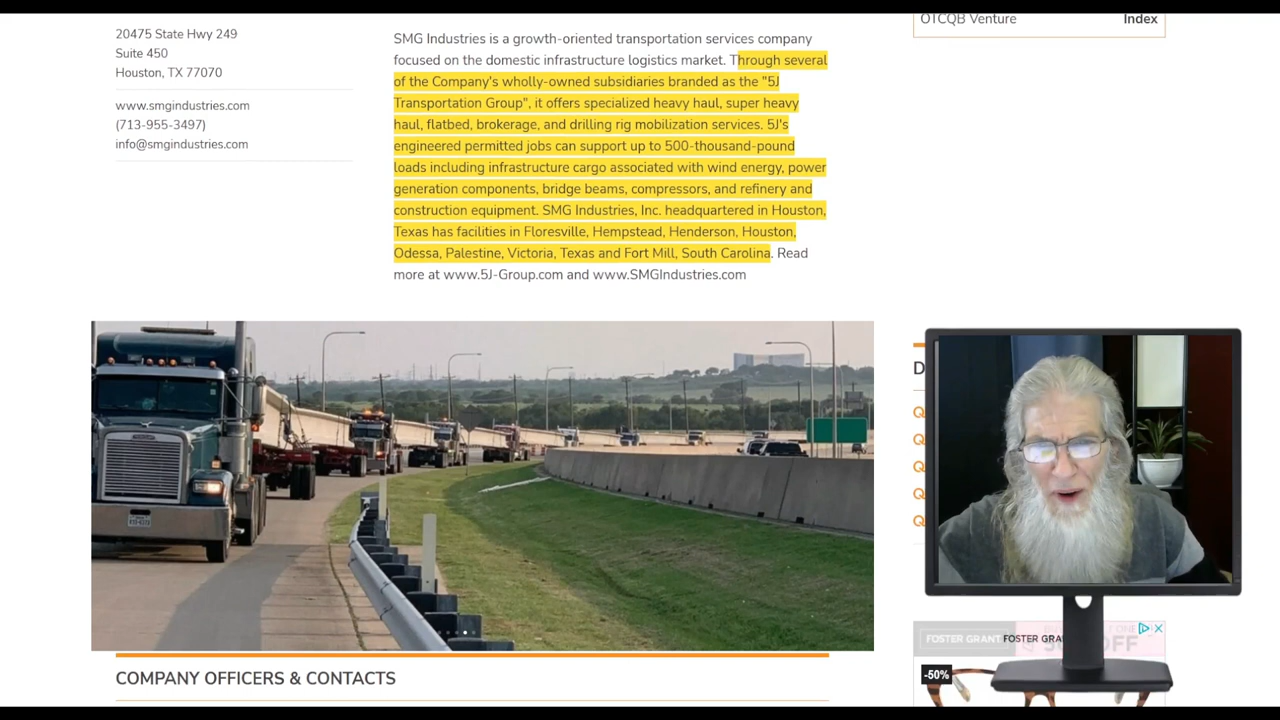 20475 State Hwy 249
Suite 450
Houston, TX 77070
www.smgindustries.com
(713-955-3497)
info@smgindustries.com
SMG Industries is a growth-oriented transportation services company
focused on the domestic infrastructure logistics market. Through several
of the Company's wholly-owned subsidiaries branded as the "5J
Transportation Group", it offers specialized heavy haul, super heavy
haul, flatbed, brokerage, and drilling rig mobilization services. 5J's
engineered permitted jobs can support up to 500-thousand-pound
loads including infrastructure cargo associated with wind energy, power
generation components, bridge beams, compressors, and refinery and
construction equipment. SMG Industries, Inc. headquartered in Houston,
Texas has facilities in Floresville, Hempstead, Henderson, Houston,
Odessa, Palestine, Victoria, Texas and Fort Mill, South Carolina. Read
more at www.5J-Group.com and www.SMGIndustries.com
OTCQB Venture Index
D
Q
Q
Q
Q
Q
FOSTER GRANT FOSTER GRA
-50%
COMPANY OFFICERS & CONTACTS